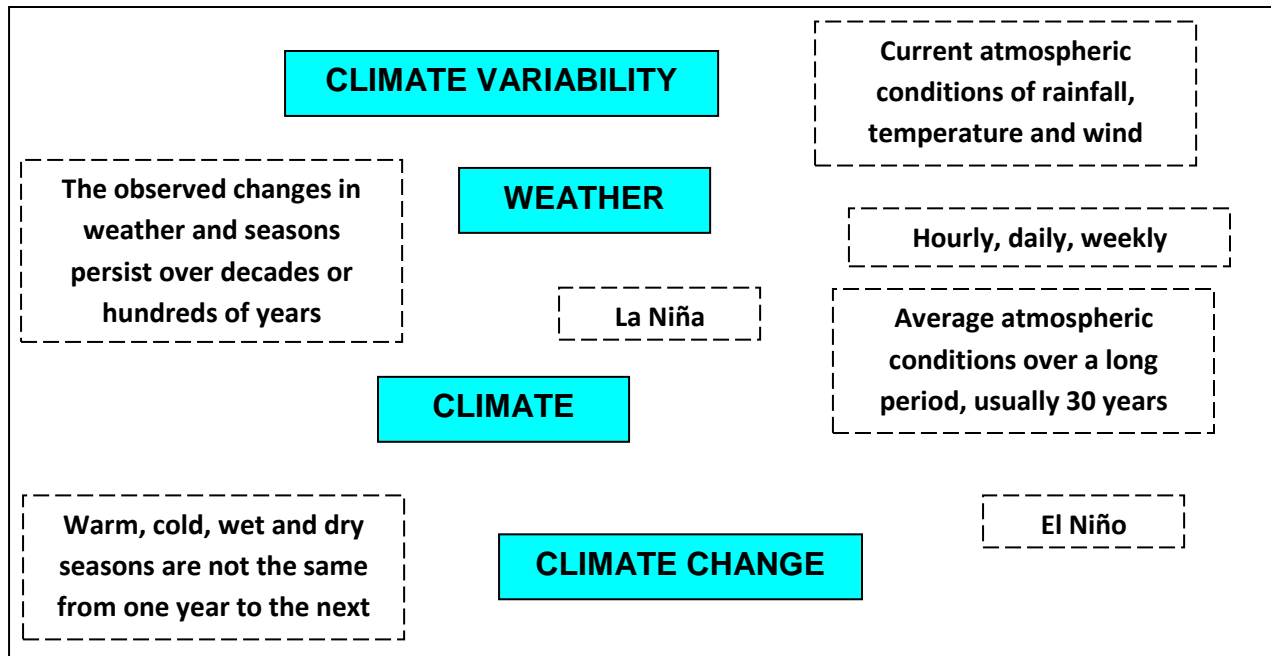 CLIMATE VARIABILITY
Current atmospheric
conditions of rainfall,
temperature and wind
The observed changes in
weather and seasons
persist over decades or
hundreds of years
WEATHER
Hourly, daily, weekly
La Niña
Average atmospheric
conditions over a long
period, usually 30 years
CLIMATE
Warm, cold, wet and dry
seasons are not the same
from one year to the next
CLIMATE CHANGE
El Niño